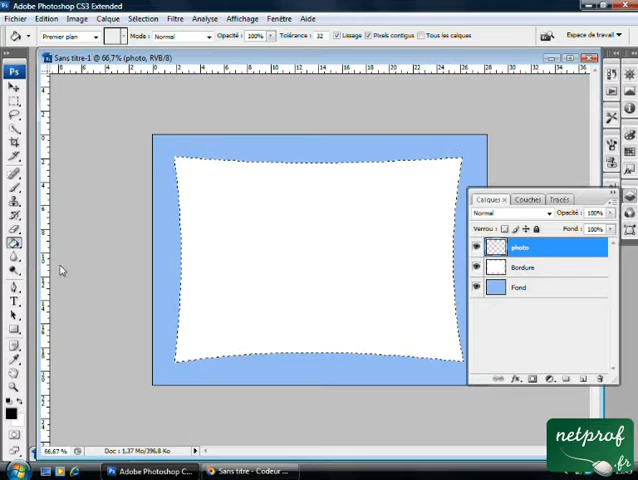 Adobe Photoshop CS3 Extended
Fichier Edition Image Calque Sélection Filtre Analyse Affichage Fenêtre Aide
Premier plan Mode : Normal Opacité : 100% Tolérance : 32 Lissage Pixels contigus Tous les calques Espace de travail
Sans titre-1 @ 66,7% (photo, RVB/8)
Ps
Calques x Couches Tracés
Normal Opacité : 100%
Verrou : Fond : 100%
photo
Bordure
Fond
T
66,67 % Doc : 1,37 Mo/396,8 Ko
Adobe Photoshop C... Sans titre - Codeur ...
netprof
.fr